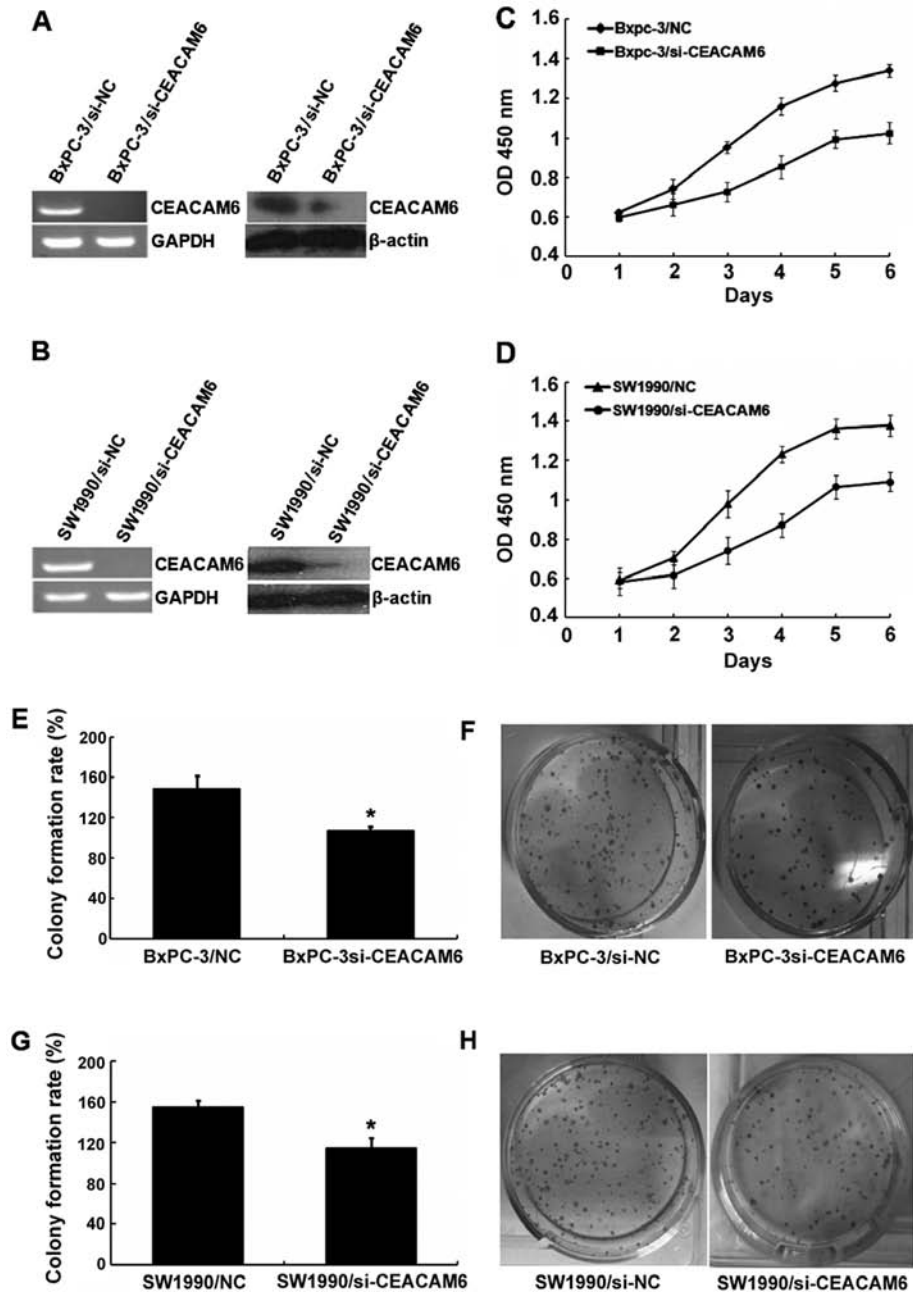 A
BxPC-3/si-NC
BxPC-3/si-CEACAM6
CEACAM6
GAPDH
BxPC-3/si-NC
BxPC-3/si-CEACAM6
CEACAM6
β-actin
C
Bxpc-3/NC
Bxpc-3/si-CEACAM6
OD 450 nm
1.6
1.4
1.2
1
0.8
0.6
0.4
0 1 2 3 4 5 6
Days
B
SW1990/si-NC
SW1990/si-CEACAM6
CEACAM6
GAPDH
SW1990/si-NC
SW1990/si-CEACAM6
CEACAM6
β-actin
D
SW1990/NC
SW1990/si-CEACAM6
OD 450 nm
1.6
1.4
1.2
1
0.8
0.6
0.4
0 1 2 3 4 5 6
Days
E
Colony formation rate (%)
200
160
120
80
40
0
*
BxPC-3/NC BxPC-3si-CEACAM6
F
BxPC-3/si-NC BxPC-3si-CEACAM6
G
Colony formation rate (%)
200
160
120
80
40
0
*
SW1990/NC SW1990/si-CEACAM6
H
SW1990/si-NC SW1990/si-CEACAM6